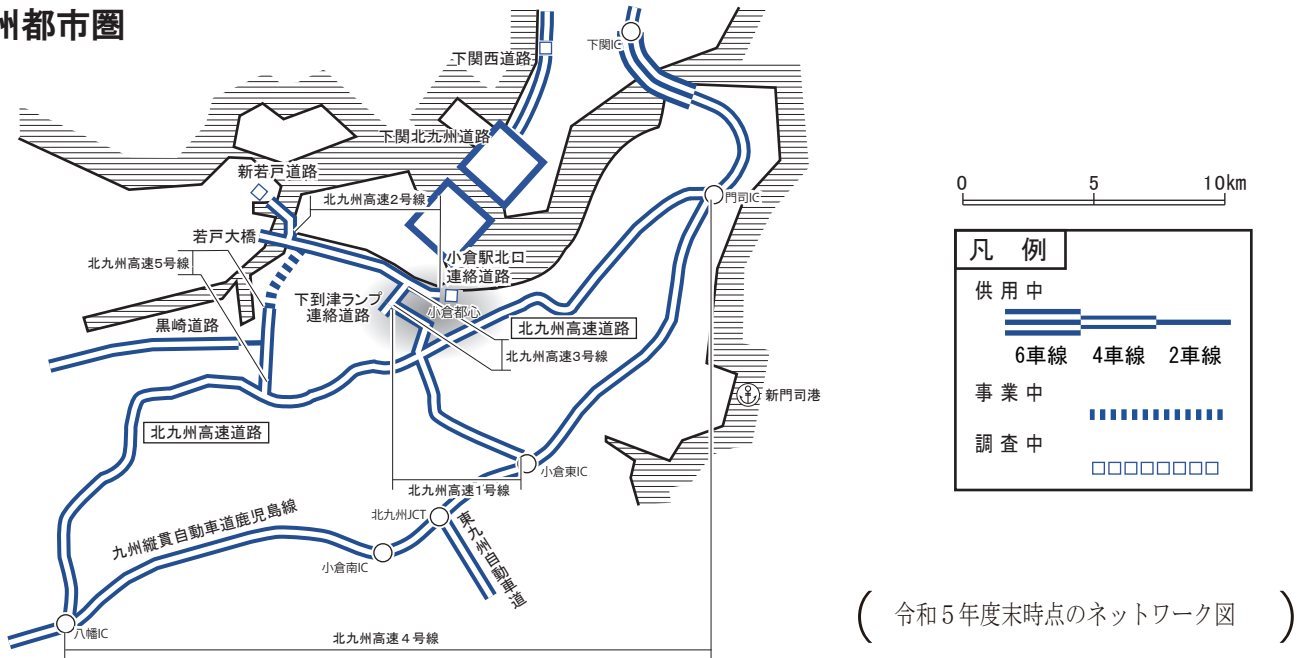 州都市圏
下関IC
下関西道路
下関北九州道路
新若戸道路
北九州高速2号線
門司IC
若戸大橋
北九州高速5号線
小倉駅北口
連絡道路
下到津ランプ
連絡道路
小倉都心
黒崎道路
北九州高速道路
北九州高速3号線
新門司港
北九州高速道路
小倉東IC
北九州高速1号線
北九州JCT
九州縦貫自動車道鹿児島線
東九州自動車道
小倉南IC
八幡IC
北九州高速4号線
0 5 10km
凡 例
供用中
6車線 4車線 2車線
事業中
調査中
(令和5年度末時点のネットワーク図)